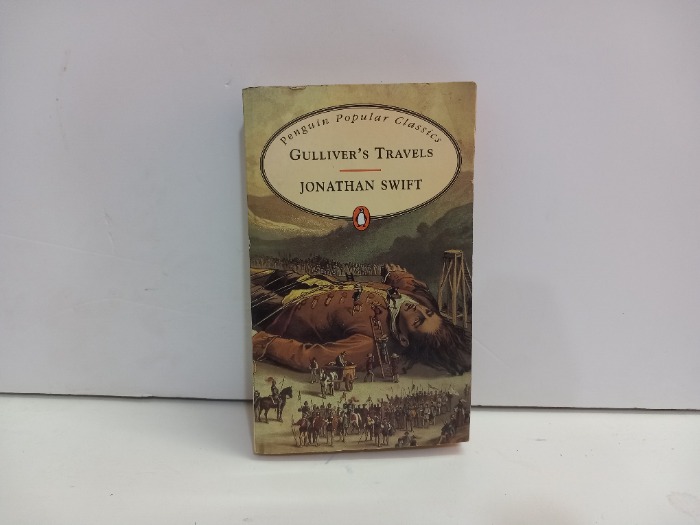 Penguin Popular Classics
GULLIVER'S TRAVELS
JONATHAN SWIFT